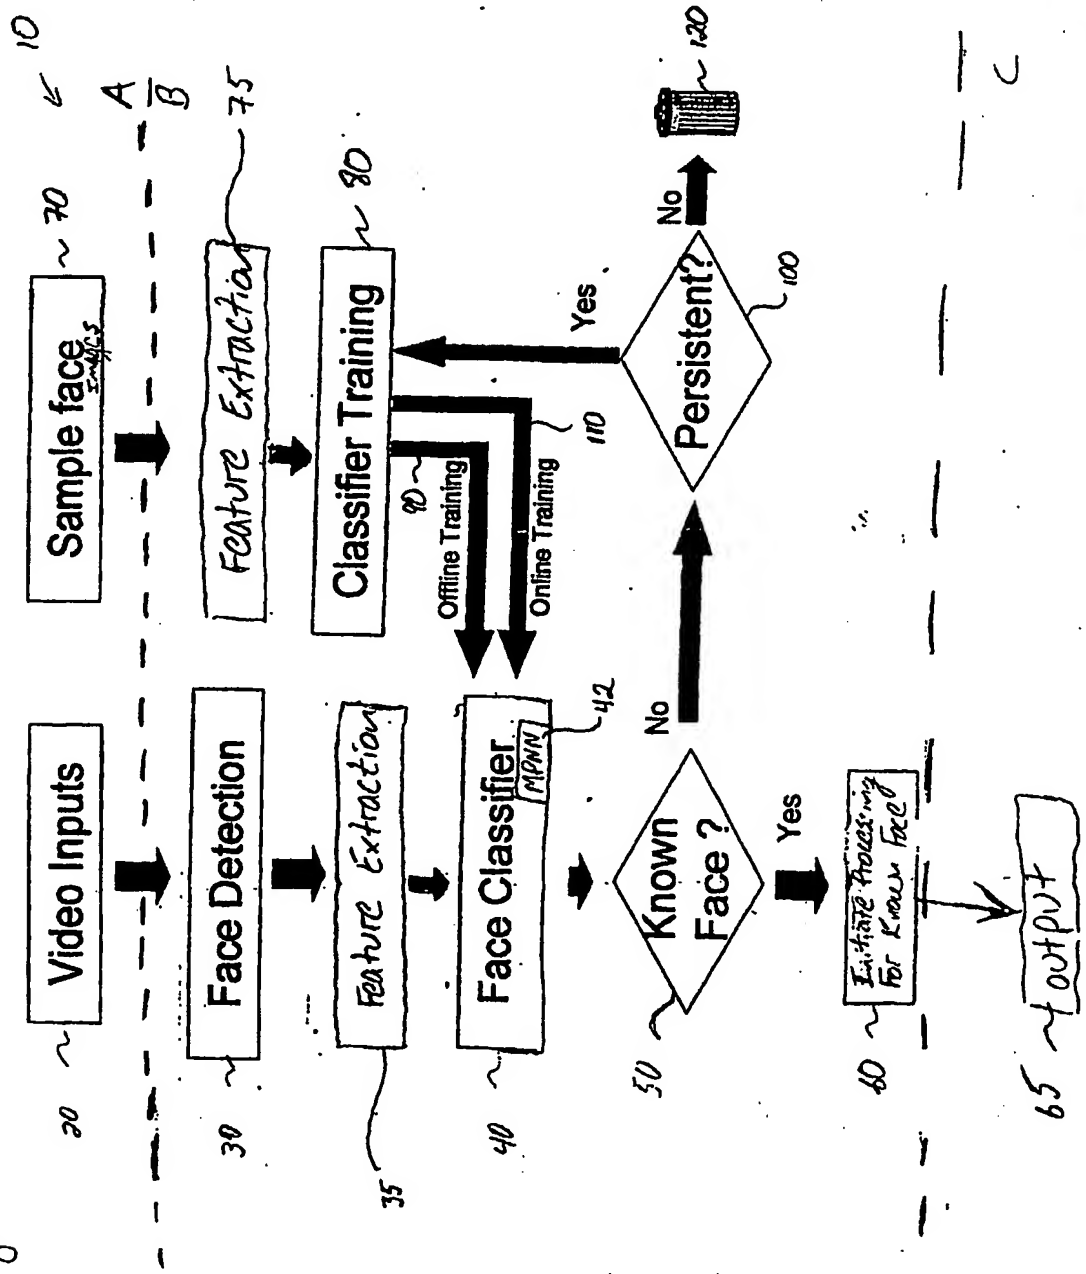 10
A
B
20
Video Inputs
Sample face
Images
70
30
Face Detection
Feature Extraction
75
35
Feature Extraction
Classifier Training
80
90
Offline Training
Online Training
110
40
Face Classifier
MPNN
42
50
Known
Face ?
No
Persistent?
100
Yes
No
120
Yes
60
Initiate Processing
For Known Face
C
65
output